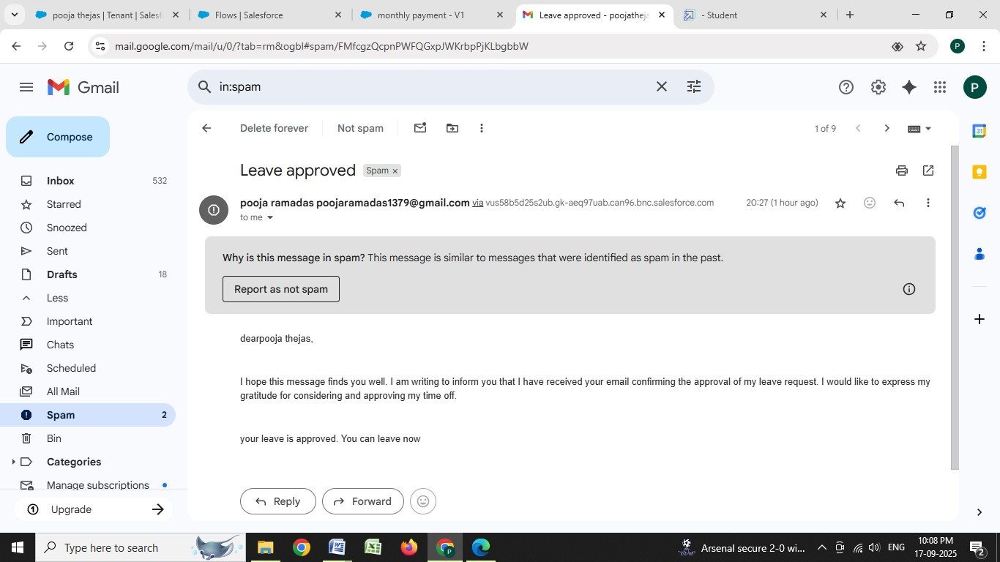 pooja thejas | Tenant | Salesf
Flows | Salesforce
monthly payment - V1
Leave approved - poojatheja
- Student
mail.google.com/mail/u/0/?tab=rm&ogbl#spam/FMfcgzQcpnPWFQGxpJWKrbpPjKLbgbbW
P
Gmail
in:spam
P
Compose
Delete forever
Not spam
1 of 9
31
Inbox 532
Starred
Snoozed
Sent
Drafts 18
Less
Important
Chats
Scheduled
All Mail
Spam 2
Bin
Categories
Manage subscriptions
Upgrade
Leave approved
Spam x
pooja ramadas poojaramadas1379@gmail.com via vus58b5d25s2ub.gk-aeq97uab.can96.bnc.salesforce.com
20:27 (1 hour ago)
to me
Why is this message in spam? This message is similar to messages that were identified as spam in the past.
Report as not spam
dearpooja thejas,
I hope this message finds you well. I am writing to inform you that I have received your email confirming the approval of my leave request. I would like to express my
gratitude for considering and approving my time off.
your leave is approved. You can leave now
Reply
Forward
Type here to search
Arsenal secure 2-0 wi...
ENG
10:08 PM
17-09-2025
2